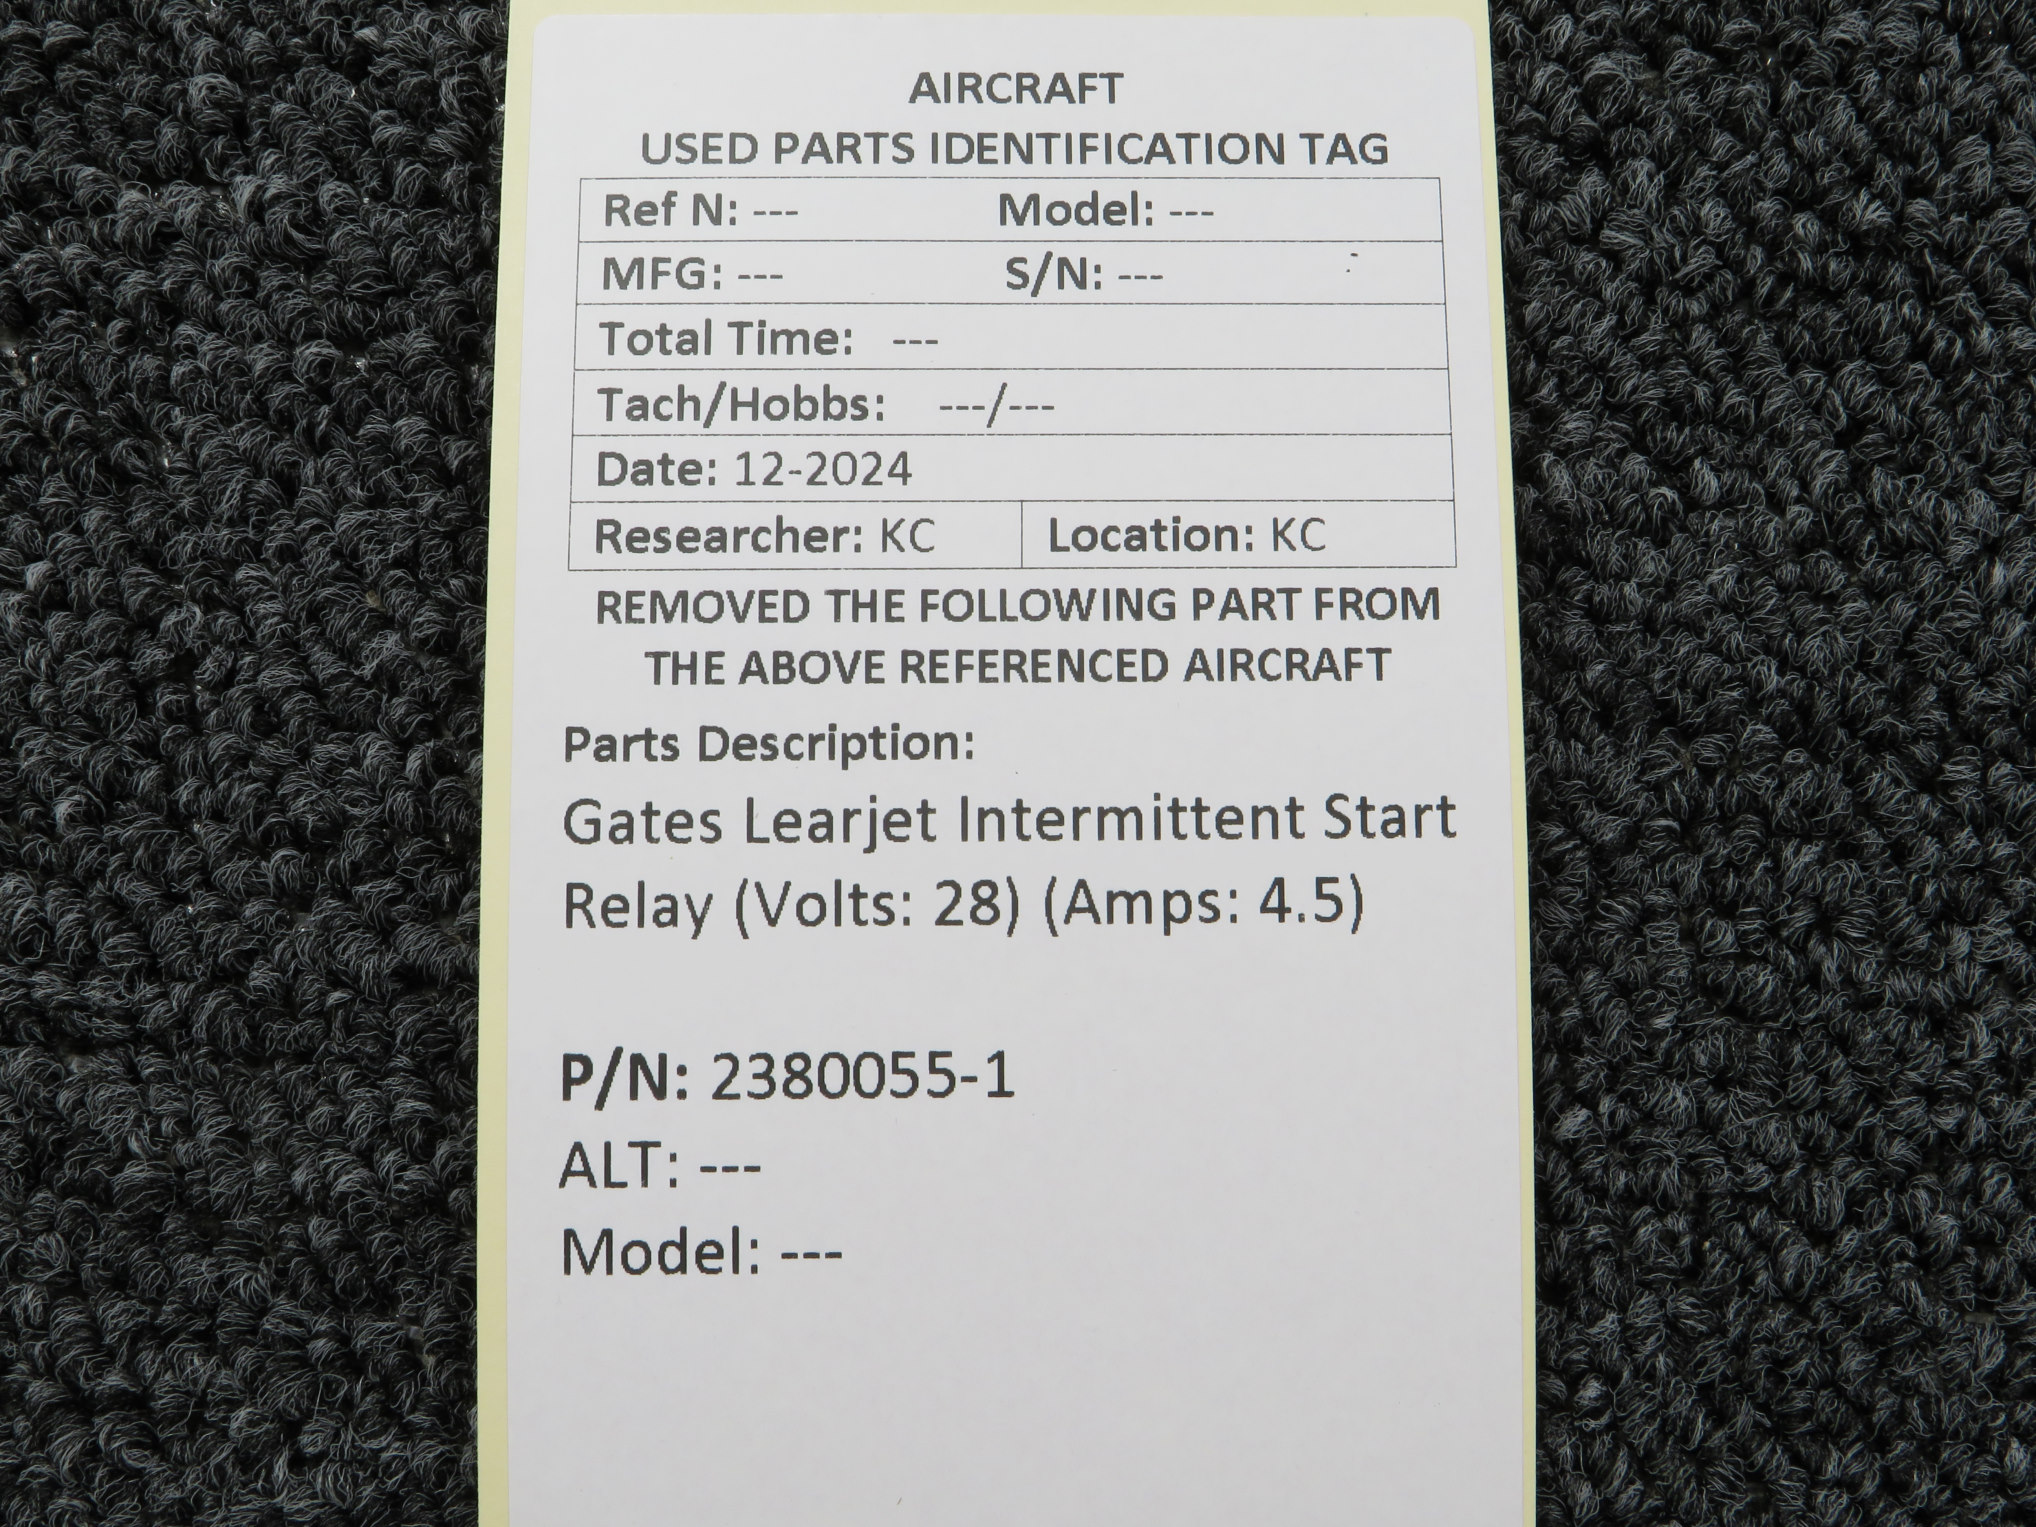 AIRCRAFT
USED PARTS IDENTIFICATION TAG
Ref N: --- Model: ---
MFG: --- S/N: ---
Total Time: ---
Tach/Hobbs: ---/---
Date: 12-2024
Researcher: KC Location: KC
REMOVED THE FOLLOWING PART FROM
THE ABOVE REFERENCED AIRCRAFT
Parts Description:
Gates Learjet Intermittent Start
Relay (Volts: 28) (Amps: 4.5)
P/N: 2380055-1
ALT: ---
Model: ---